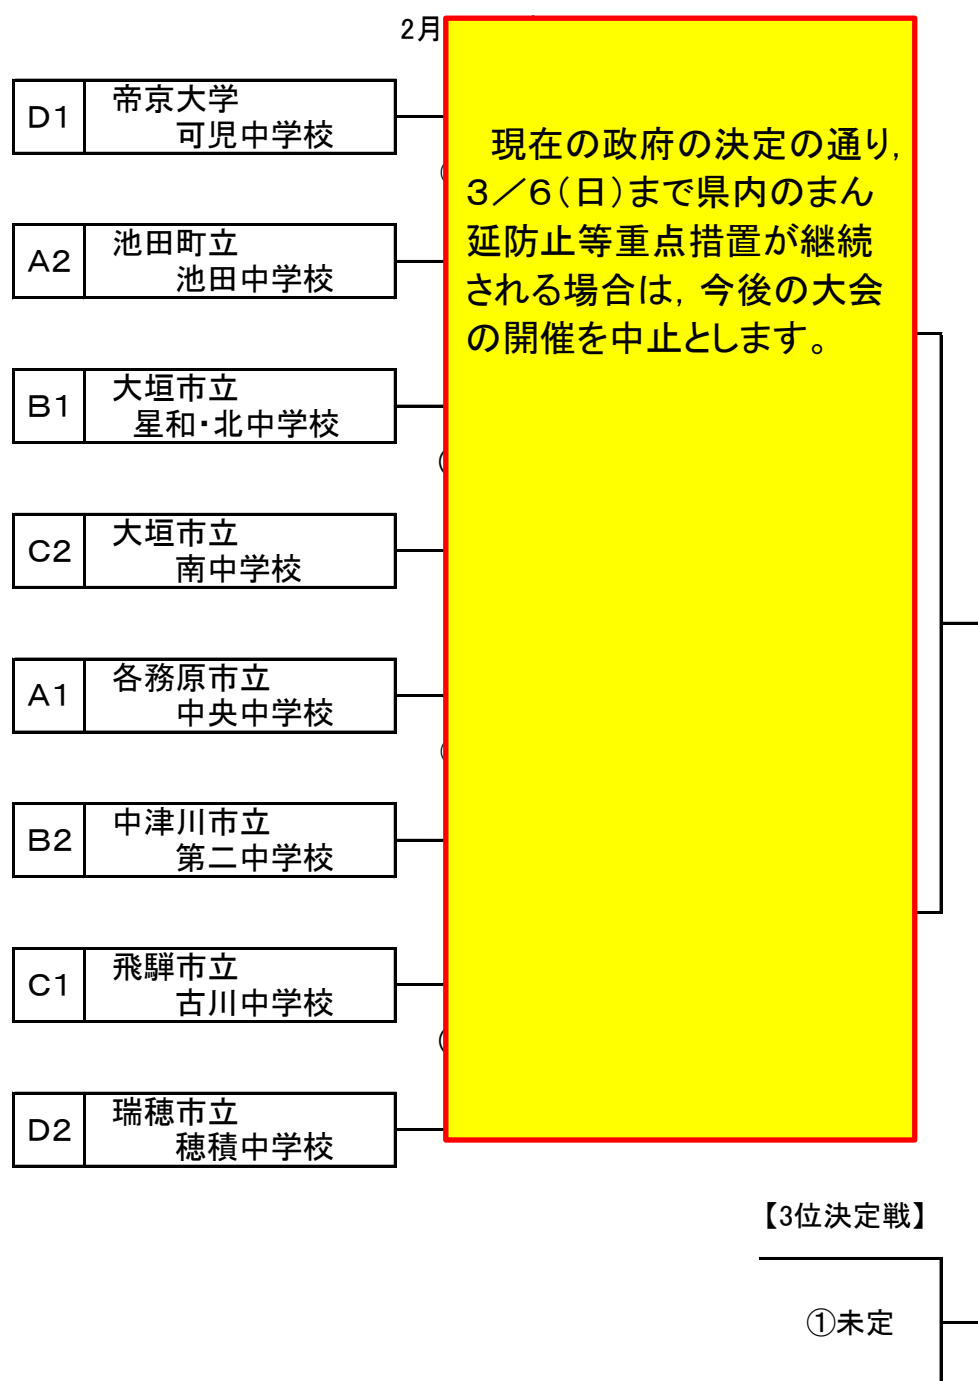 2月
D1
帝京大学
可児中学校
A2
池田町立
池田中学校
B1
大垣市立
星和・北中学校
C2
大垣市立
南中学校
A1
各務原市立
中央中学校
B2
中津川市立
第二中学校
C1
飛騨市立
古川中学校
D2
瑞穂市立
穂積中学校
現在の政府の決定の通り,
3/6(日)まで県内のまん
延防止等重点措置が継続
される場合は,今後の大会
の開催を中止とします。
【3位決定戦】
①未定